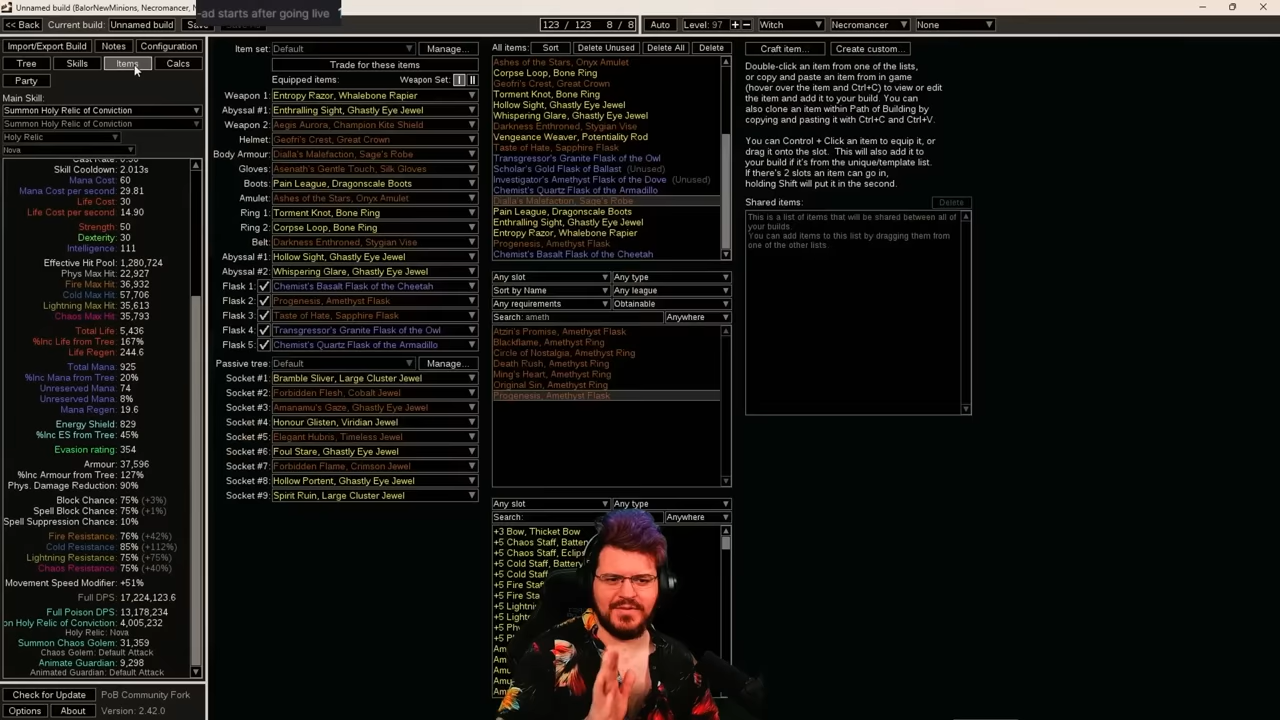 Unnamed build (BalorNewMinions, Necromancer,
-ad starts after going live
<< Back
Current build:
Unnamed build
Save
123 / 123 8 / 8
Auto
Level: 97
Witch
Necromancer
None
Import/Export Build
Notes
Configuration
Tree
Skills
Items
Calcs
Party
Main Skill:
Summon Holy Relic of Conviction
Summon Holy Relic of Conviction
Holy Relic
Nova
Skill Cooldown: 2.013s
Mana Cost: 60
Mana Cost per second: 29.81
Life Cost: 30
Life Cost per second: 14.90
Strength: 50
Dexterity: 30
Intelligence: 111
Effective Hit Pool: 1,280,724
Phys Max Hit: 22,927
Fire Max Hit: 36,932
Cold Max Hit: 57,706
Lightning Max Hit: 35,613
Chaos Max Hit: 35,793
Total Life: 5,436
%Inc Life from Tree: 167%
Life Regen: 244.6
Total Mana: 925
%Inc Mana from Tree: 20%
Unreserved Mana: 74
Unreserved Mana: 8%
Mana Regen: 19.6
Energy Shield: 829
%Inc ES from Tree: 45%
Evasion rating: 354
Armour: 37,596
%Inc Armour from Tree: 127%
Phys. Damage Reduction: 90%
Block Chance: 75% (+3%)
Spell Block Chance: 75% (+1%)
Spell Suppression Chance: 10%
Fire Resistance: 76% (+42%)
Cold Resistance: 85% (+112%)
Lightning Resistance: 75% (+75%)
Chaos Resistance: 75% (+40%)
Movement Speed Modifier: +51%
Full DPS: 17,224,123.6
Full Poison DPS: 13,178,234
on Holy Relic of Conviction: 4,005,232
Holy Relic: Nova
Summon Chaos Golem: 31,359
Chaos Golem: Default Attack
Animate Guardian: 9,298
Animated Guardian: Default Attack
Check for Update
PoB Community Fork
Options
About
Version: 2.42.0
Item set:
Default
Manage...
Trade for these items
Equipped items:
Weapon Set: I II
Weapon 1: Entropy Razor, Whalebone Rapier
Abyssal #1: Enthralling Sight, Ghastly Eye Jewel
Weapon 2: Aegis Aurora, Champion Kite Shield
Helmet: Geofri's Crest, Great Crown
Body Armour: Dialla's Malefaction, Sage's Robe
Gloves: Asenath's Gentle Touch, Silk Gloves
Boots: Pain League, Dragonscale Boots
Amulet: Ashes of the Stars, Onyx Amulet
Ring 1: Torment Knot, Bone Ring
Ring 2: Corpse Loop, Bone Ring
Belt: Darkness Enthroned, Stygian Vise
Abyssal #1: Hollow Sight, Ghastly Eye Jewel
Abyssal #2: Whispering Glare, Ghastly Eye Jewel
Flask 1: Chemist's Basalt Flask of the Cheetah
Flask 2: Progenesis, Amethyst Flask
Flask 3: Taste of Hate, Sapphire Flask
Flask 4: Transgressor's Granite Flask of the Owl
Flask 5: Chemist's Quartz Flask of the Armadillo
Passive tree:
Default
Manage...
Socket #1: Bramble Sliver, Large Cluster Jewel
Socket #2: Forbidden Flesh, Cobalt Jewel
Socket #3: Amanamu's Gaze, Ghastly Eye Jewel
Socket #4: Honour Glisten, Viridian Jewel
Socket #5: Elegant Hubris, Timeless Jewel
Socket #6: Foul Stare, Ghastly Eye Jewel
Socket #7: Forbidden Flame, Crimson Jewel
Socket #8: Hollow Portent, Ghastly Eye Jewel
Socket #9: Spirit Ruin, Large Cluster Jewel
All items:
Sort
Delete Unused
Delete All
Delete
Ashes of the Stars, Onyx Amulet
Corpse Loop, Bone Ring
Geofri's Crest, Great Crown
Torment Knot, Bone Ring
Hollow Sight, Ghastly Eye Jewel
Whispering Glare, Ghastly Eye Jewel
Darkness Enthroned, Stygian Vise
Vengeance Weaver, Potentiality Rod
Taste of Hate, Sapphire Flask
Transgressor's Granite Flask of the Owl
Scholar's Gold Flask of Ballast (Unused)
Investigator's Amethyst Flask of the Dove (Unused)
Chemist's Quartz Flask of the Armadillo
Dialla's Malefaction, Sage's Robe
Pain League, Dragonscale Boots
Enthralling Sight, Ghastly Eye Jewel
Entropy Razor, Whalebone Rapier
Progenesis, Amethyst Flask
Chemist's Basalt Flask of the Cheetah
Any slot
Any type
Sort by Name
Any league
Any requirements
Obtainable
Search: ameth
Anywhere
Atziri's Promise, Amethyst Flask
Blackflame, Amethyst Ring
Circle of Nostalgia, Amethyst Ring
Death Rush, Amethyst Ring
Ming's Heart, Amethyst Ring
Original Sin, Amethyst Ring
Progenesis, Amethyst Flask
Any slot
Any type
Search:
Anywhere
+3 Bow, Thicket Bow
+5 Chaos Staff, Batter
+5 Chaos Staff, Eclips
+5 Cold Staff, Battery
+5 Cold Staff
+5 Fire St
+5 Fire Sta
+5 Lightni
+5 Lightn
+5 Ph
+5 P
Am
Am
Amu
Amu
Am
Craft item...
Create custom...
Double-click an item from one of the lists,
or copy and paste an item from in game
(hover over the item and Ctrl+C) to view or edit
the item and add it to your build. You can
also clone an item within Path of Building by
copying and pasting it with Ctrl+C and Ctrl+V.
You can Control + Click an item to equip it, or
drag it onto the slot. This will also add it to
your build if it's from the unique/template list.
If there's 2 slots an item can go in,
holding Shift will put it in the second.
Shared items:
Delete
This is a list of items that will be shared between all of
your builds.
You can add items to this list by dragging them from
one of the other lists.